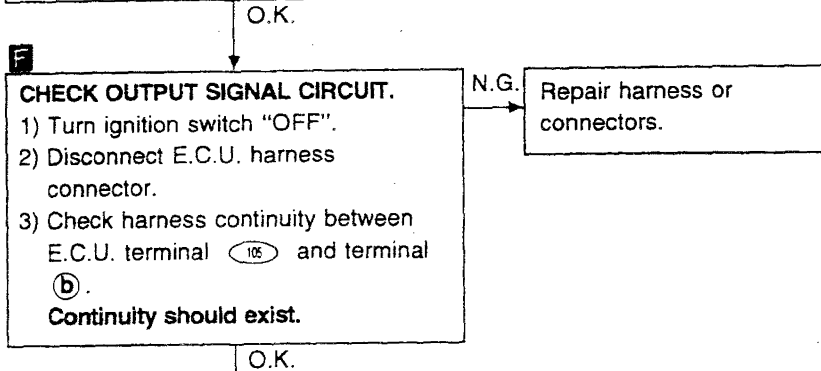 O.K.
F
CHECK OUTPUT SIGNAL CIRCUIT.
1) Turn ignition switch “OFF”.
2) Disconnect E.C.U. harness
connector.
3) Check harness continuity between
E.C.U. terminal 105 and terminal
b .
Continuity should exist.
N.G.
Repair harness or
connectors.
O.K.